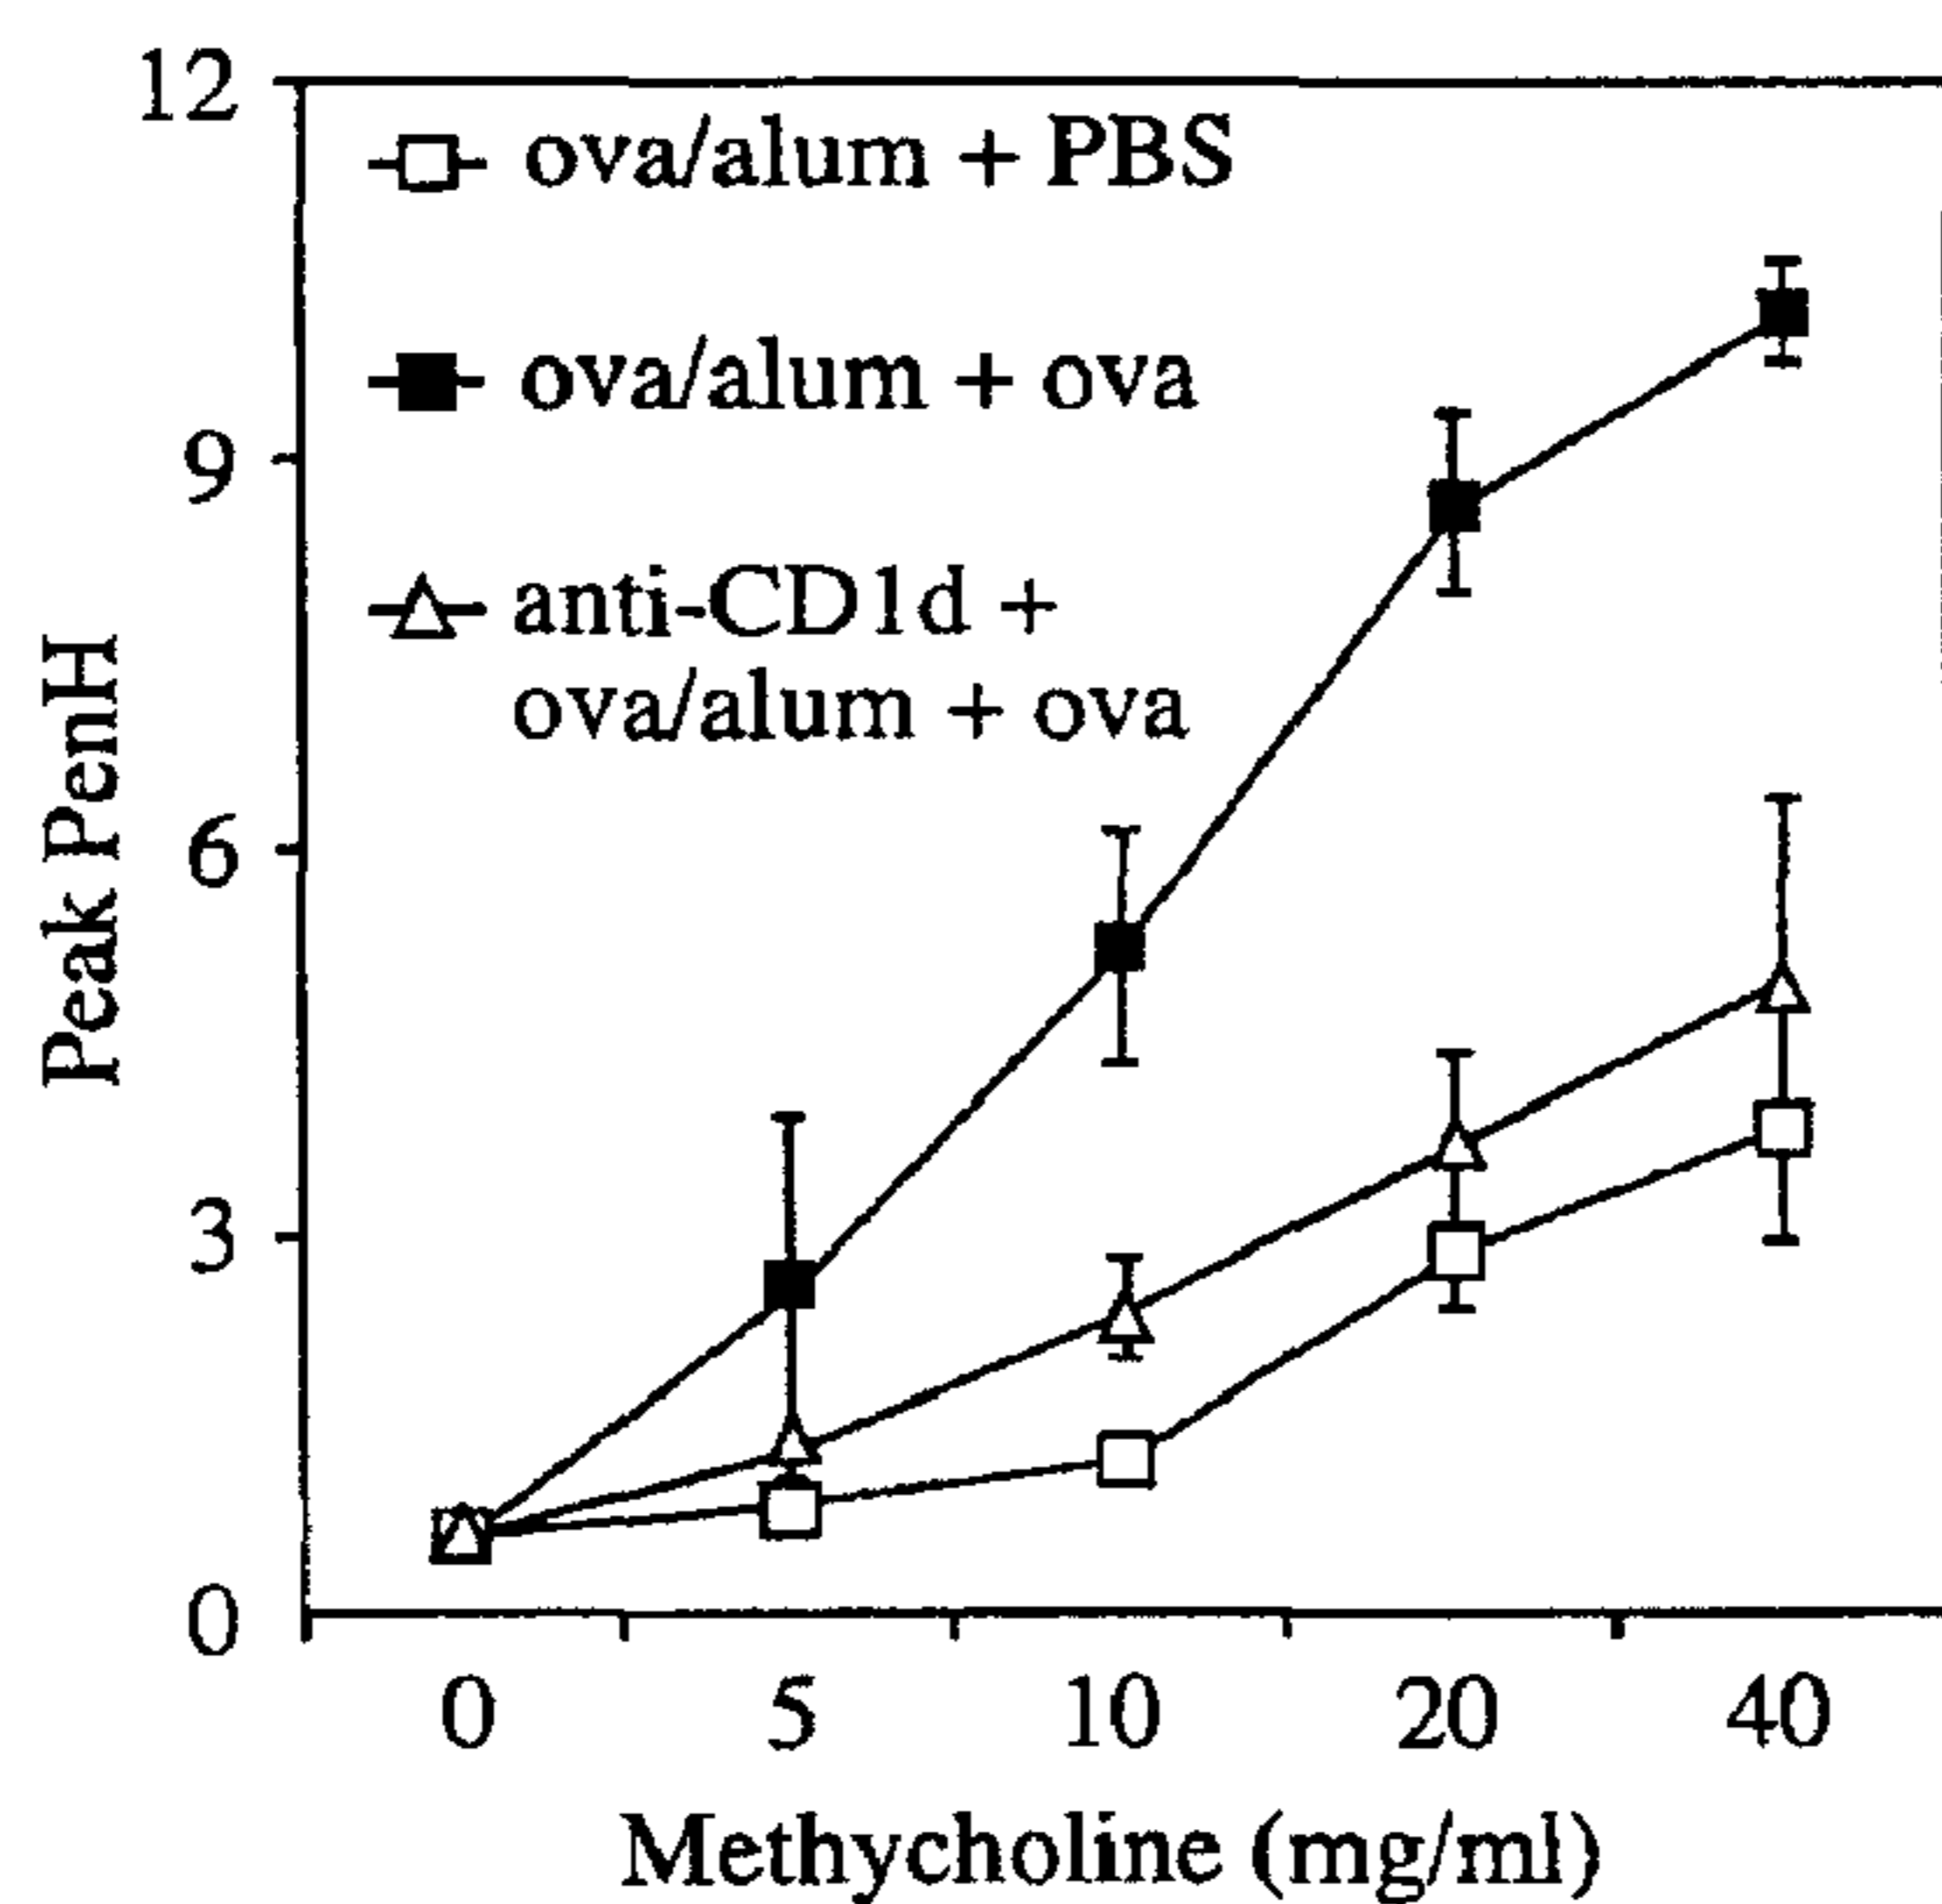 12
9
6
3
0
Peak PenH
ova/alum + PBS
ova/alum + ova
anti-CD1d +
ova/alum + ova
0 5 10 20 40
Methycholine (mg/ml)